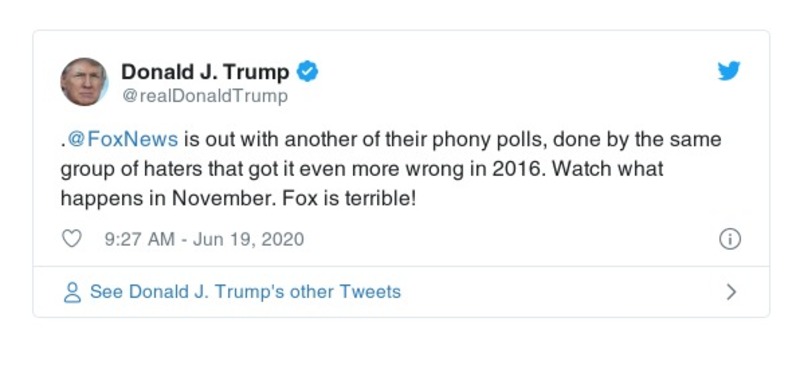 Donald J. Trump
@realDonaldTrump
.@FoxNews is out with another of their phony polls, done by the same
group of haters that got it even more wrong in 2016. Watch what
happens in November. Fox is terrible!
9:27 AM - Jun 19, 2020
See Donald J. Trump's other Tweets